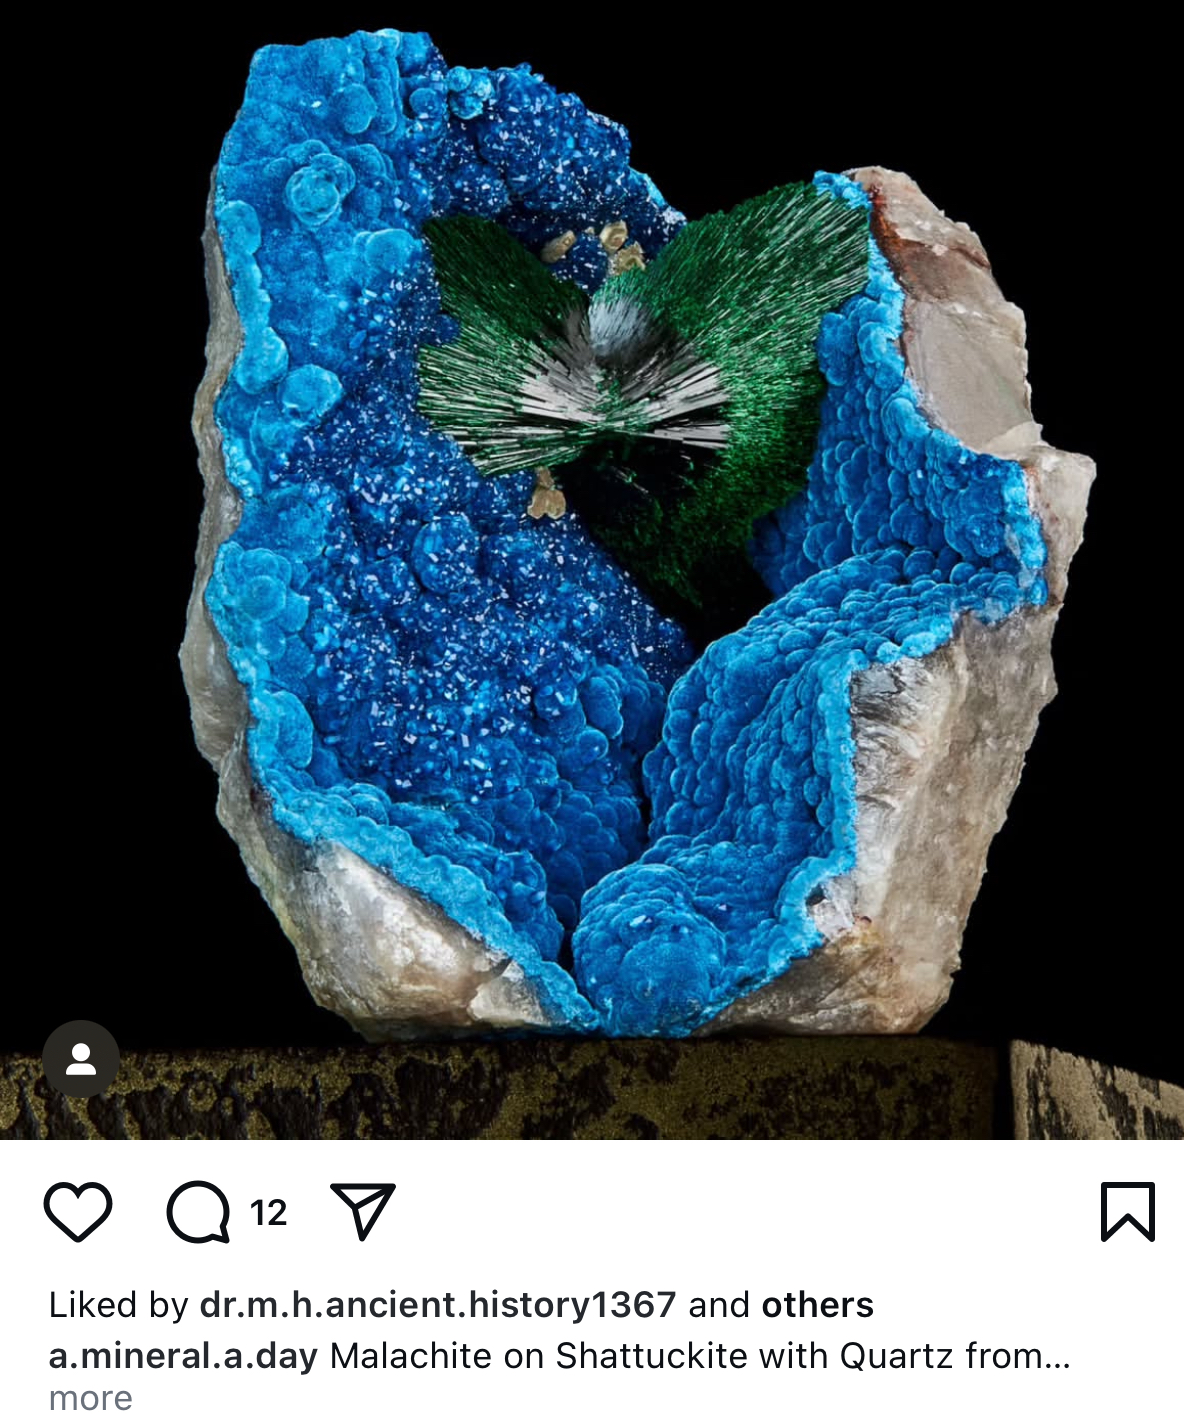 12
Liked by dr.m.h.ancient.history1367 and others
a.mineral.a.day Malachite on Shattuckite with Quartz from...
more